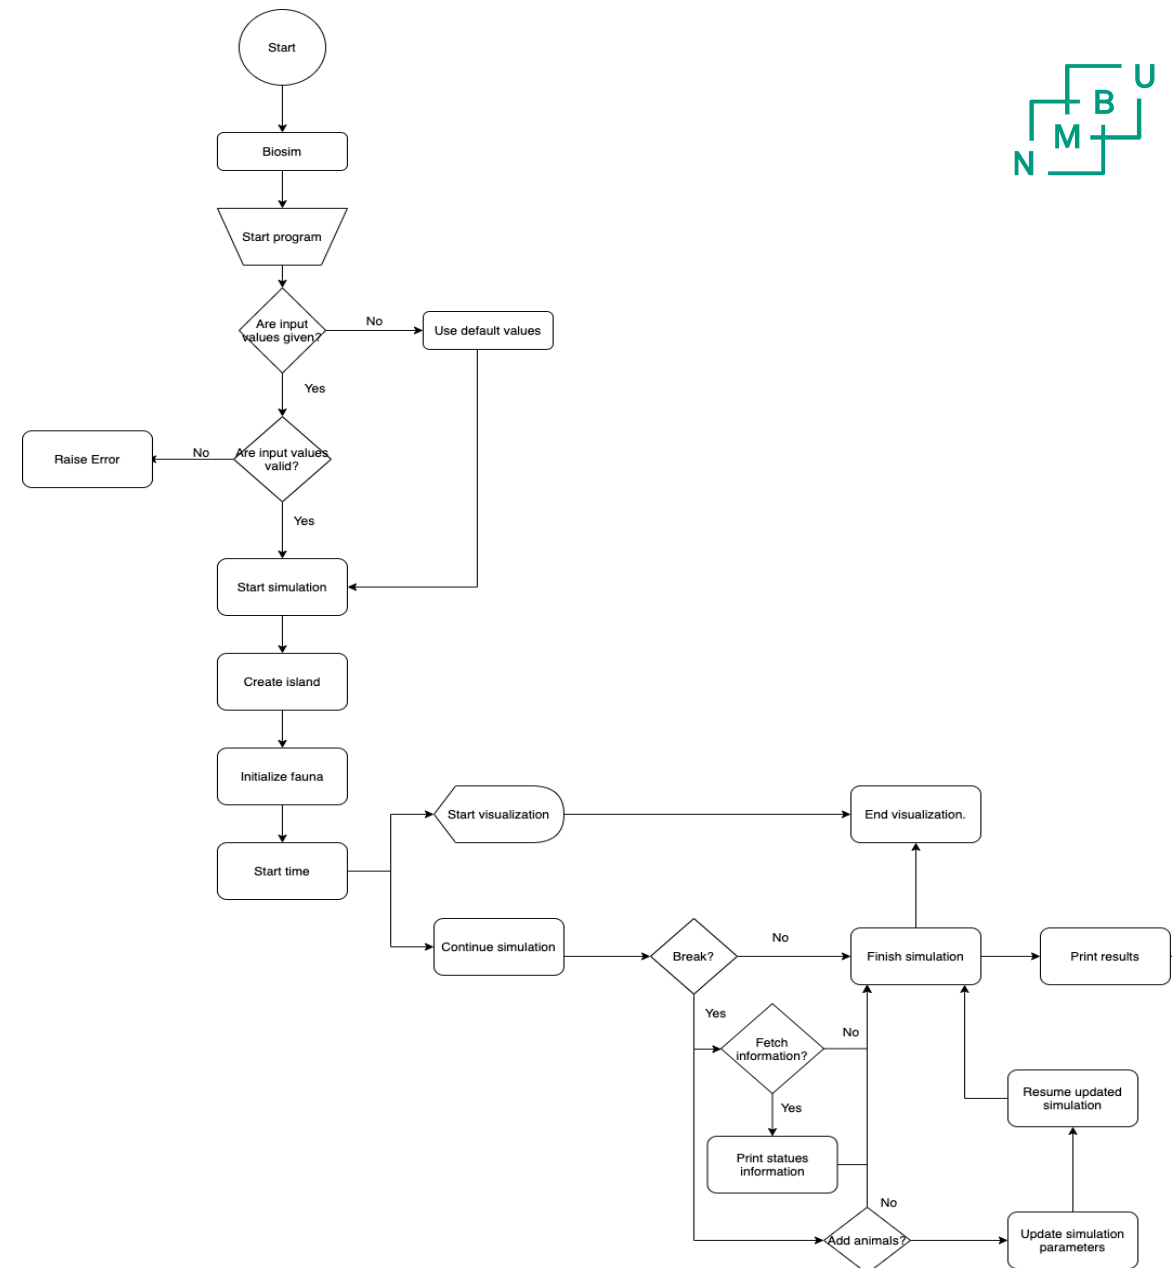 Start
U
B
M
N
Biosim
Start program
Are input
values given?
No
Use default values
Yes
Are input values
valid?
No
Raise Error
Yes
Start simulation
Create island
Initialize fauna
Start visualization
End visualization.
Start time
Continue simulation
Break?
No
Finish simulation
Print results
Yes
Fetch
information?
No
Yes
Resume updated
simulation
Print statues
information
No
Add animals?
Update simulation
parameters